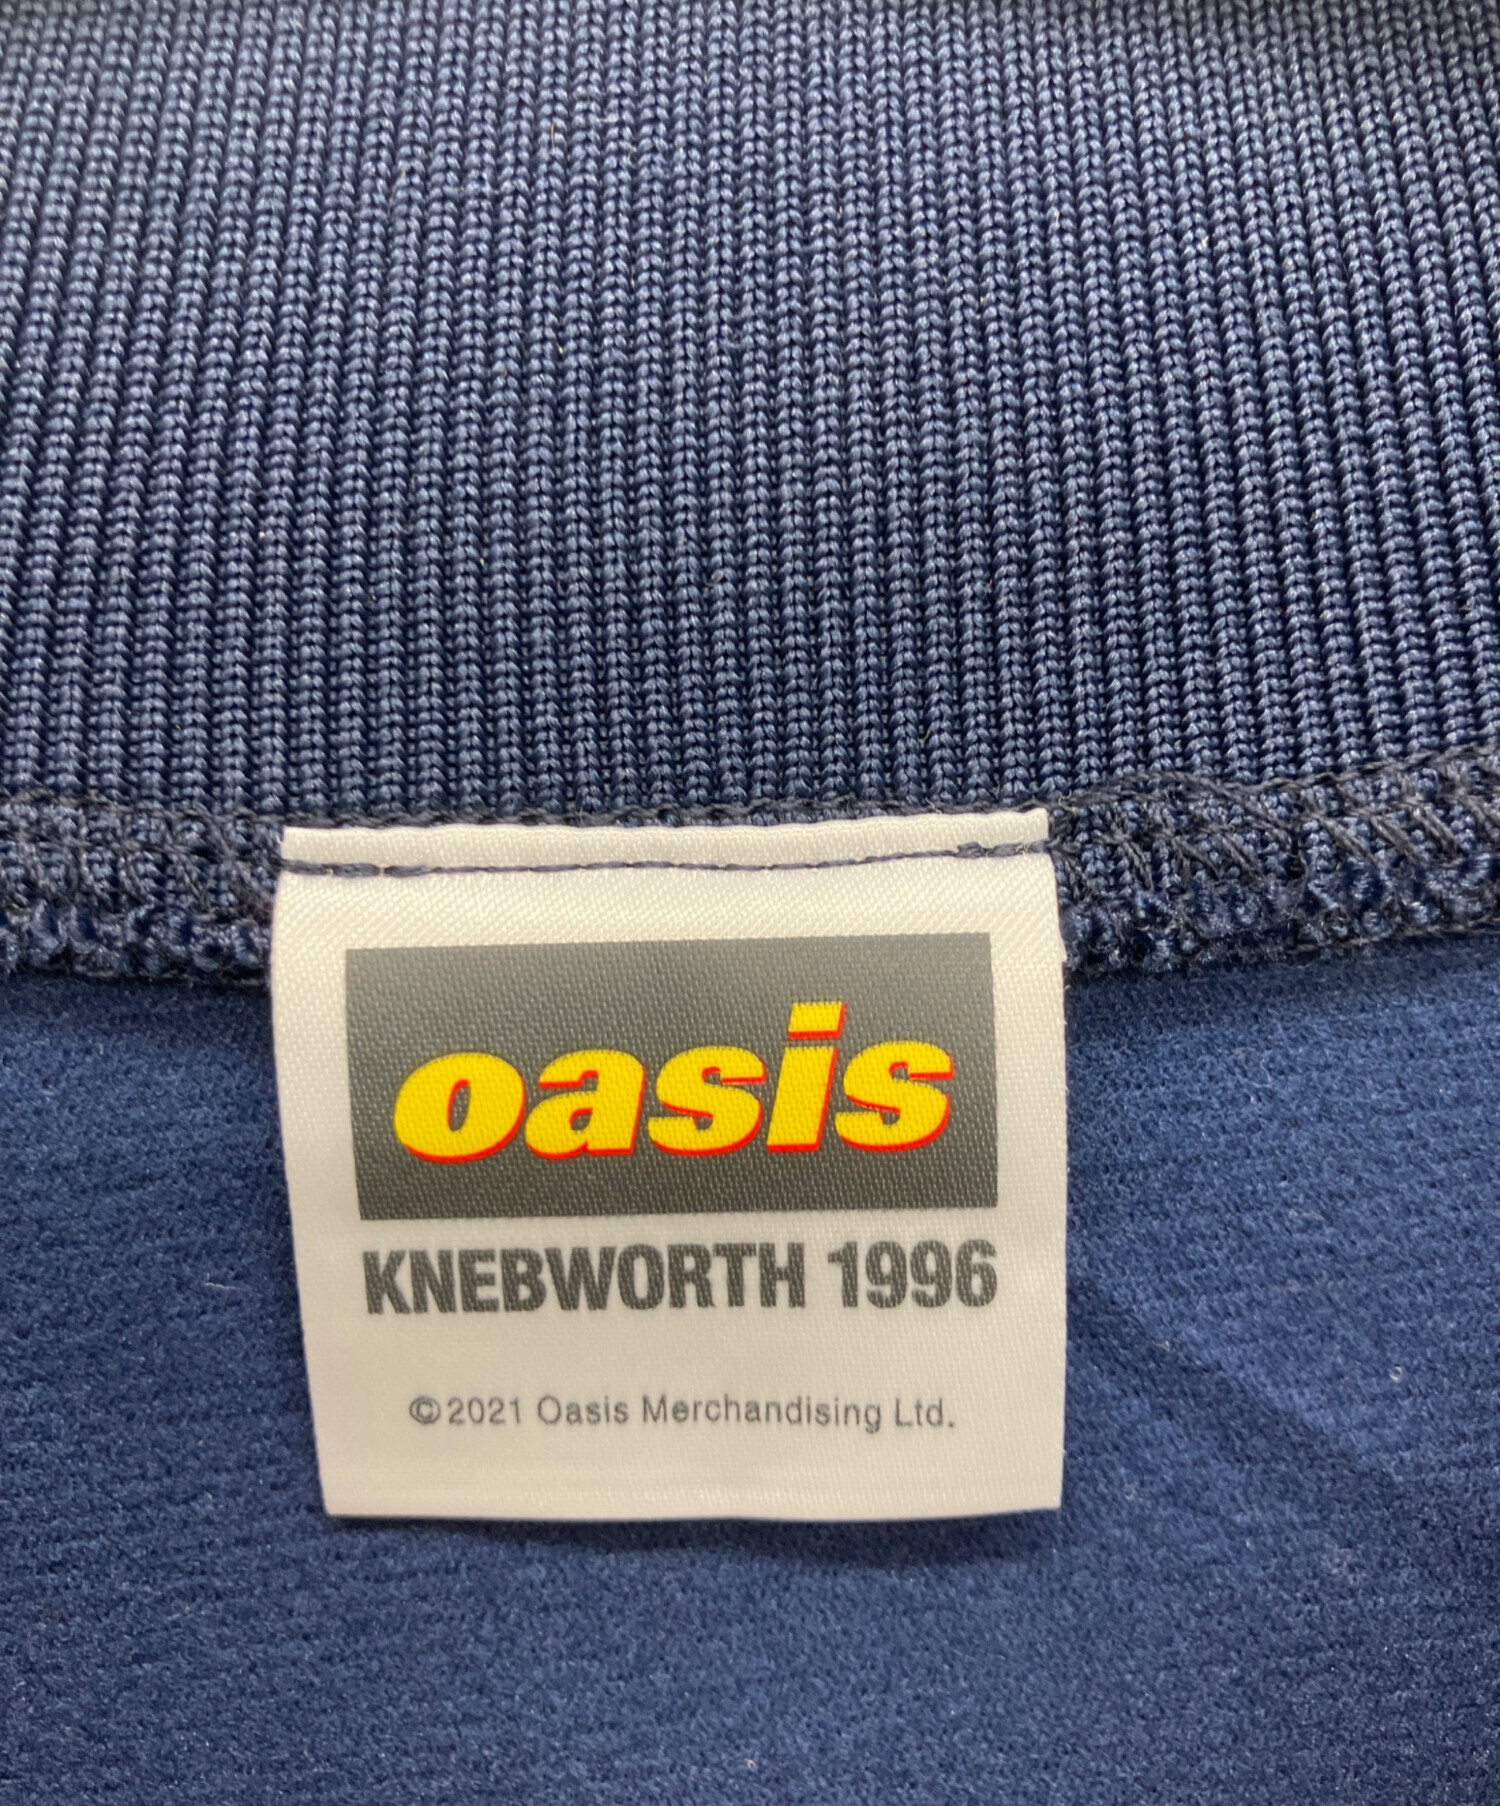 oasis
KNEBWORTH 1996
©2021 Oasis Merchandising Ltd.